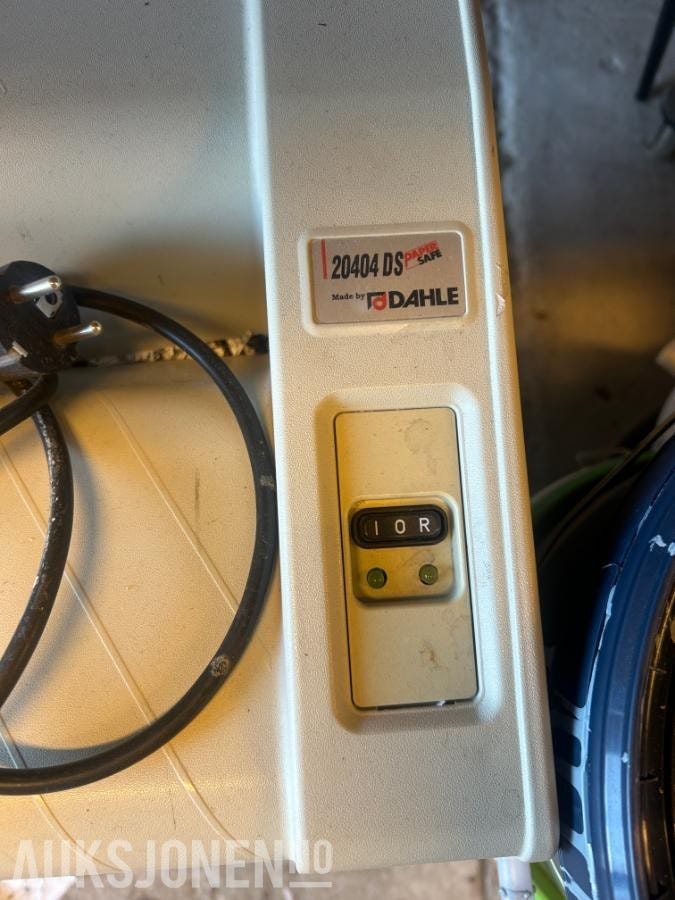 20404 DS PAPER
SAFE
Made by DAHLE
I O R
AUKSJONEN.NO